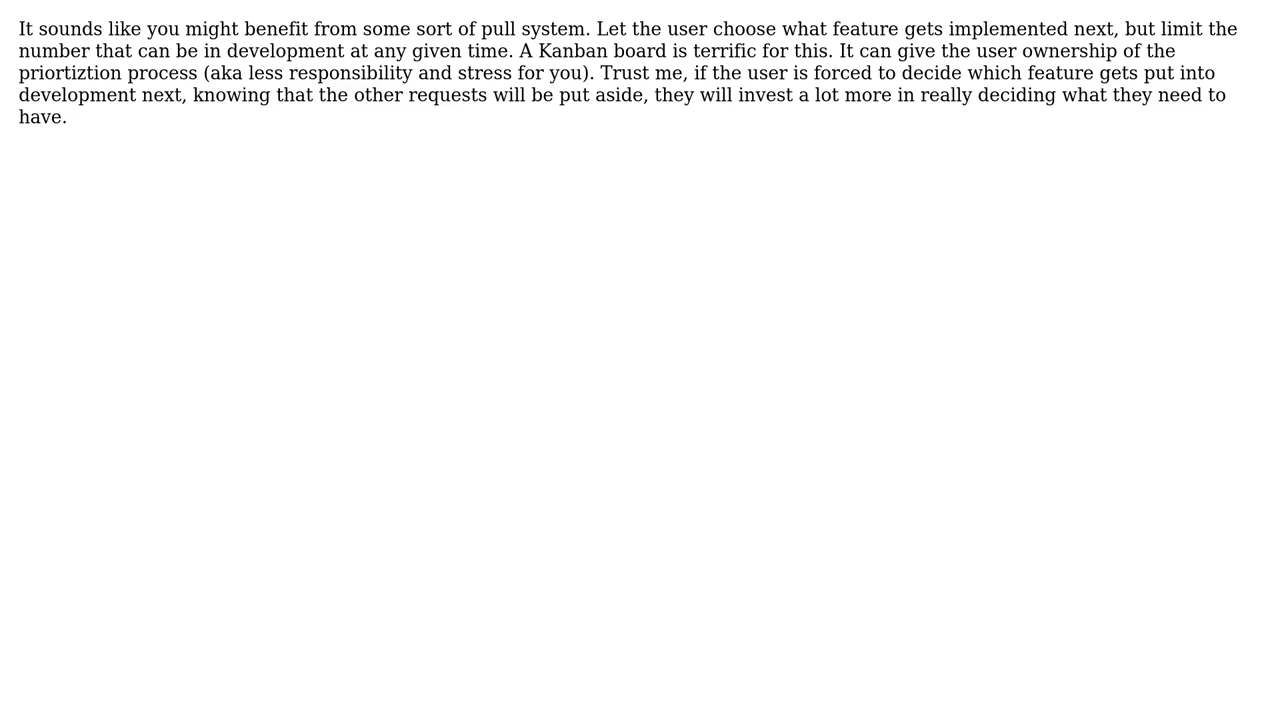 It sounds like you might benefit from some sort of pull system. Let the user choose what feature gets implemented next, but limit the
number that can be in development at any given time. A Kanban board is terrific for this. It can give the user ownership of the
priortiztion process (aka less responsibility and stress for you). Trust me, if the user is forced to decide which feature gets put into
development next, knowing that the other requests will be put aside, they will invest a lot more in really deciding what they need to
have.